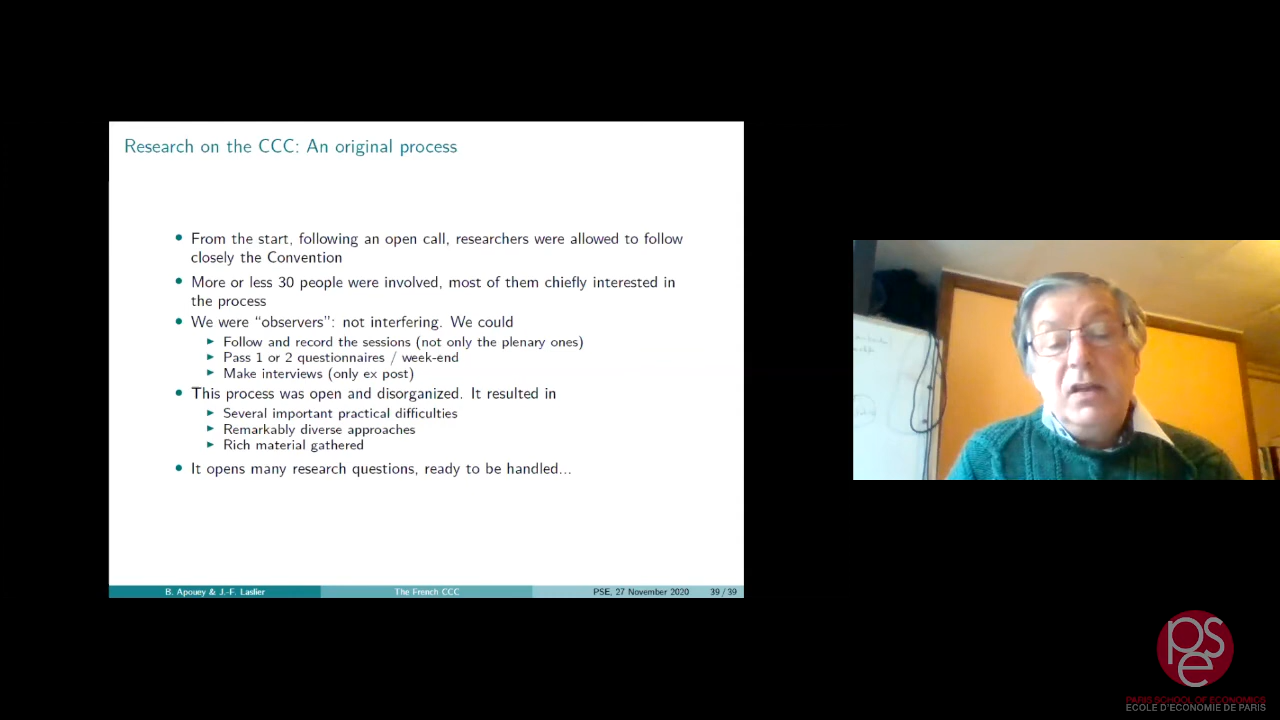 Research on the CCC: An original process
• From the start, following an open call, researchers were allowed to follow
closely the Convention
• More or less 30 people were involved, most of them chiefly interested in
the process
• We were “observers”: not interfering. We could
▶ Follow and record the sessions (not only the plenary ones)
▶ Pass 1 or 2 questionnaires / week-end
▶ Make interviews (only ex post)
• This process was open and disorganized. It resulted in
▶ Several important practical difficulties
▶ Remarkably diverse approaches
▶ Rich material gathered
• It opens many research questions, ready to be handled...
B. Apouey & J.-F. Laslier
The French CCC
PSE, 27 November 2020
39 / 39
pse
PARIS SCHOOL OF ECONOMICS
ECOLE D'ECONOMIE DE PARIS